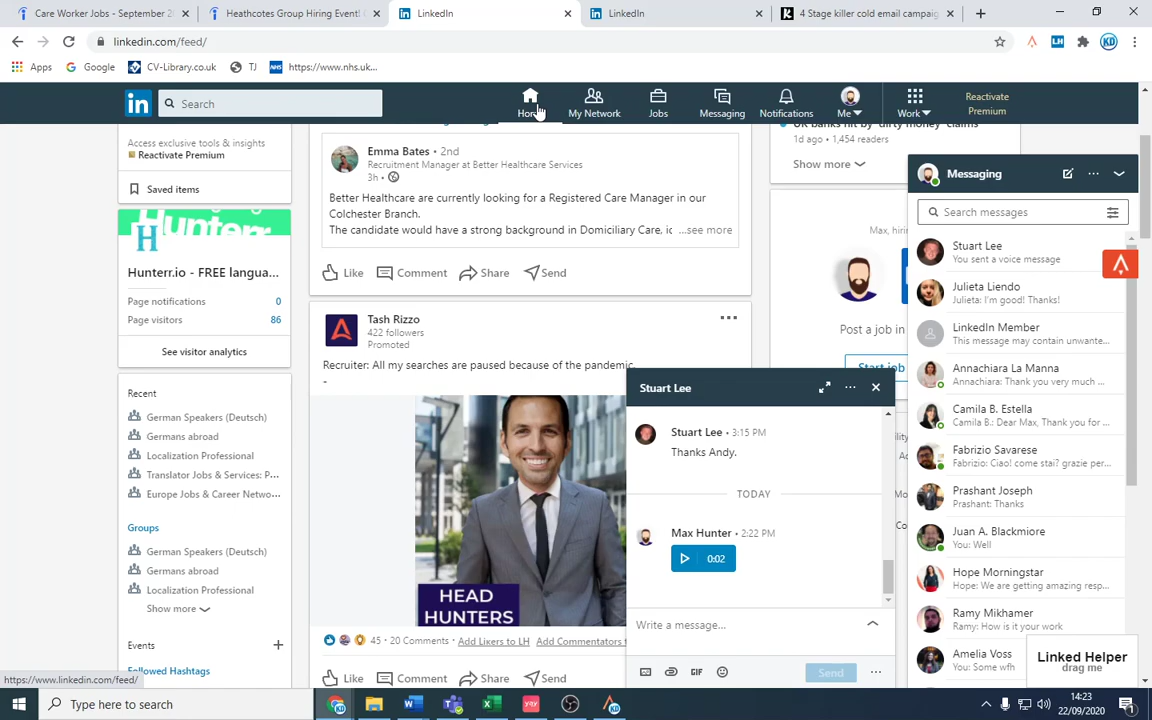 Care Worker Jobs - September 2
Heathcotes Group Hiring Event! (
LinkedIn
LinkedIn
4 Stage killer cold email campaig
linkedin.com/feed/
KD
Apps
Google
CV-Library.co.uk
TJ
https://www.nhs.uk...
in
Search
Home
My Network
Jobs
Messaging
Notifications
Me
Work
Reactivate
Premium
Access exclusive tools & insights
Reactivate Premium
Saved items
Hunterr.io - FREE langua...
Page notifications 0
Page visitors 86
See visitor analytics
Recent
German Speakers (Deutsch)
Germans abroad
Localization Professional
Translator Jobs & Services: P...
Europe Jobs & Career Netwo...
Groups
German Speakers (Deutsch)
Germans abroad
Localization Professional
Show more
Events
Followed Hashtags
https://www.linkedin.com/feed/
Emma Bates • 2nd
Recruitment Manager at Better Healthcare Services
3h •
Better Healthcare are currently looking for a Registered Care Manager in our
Colchester Branch.
The candidate would have a strong background in Domiciliary Care, ic ...see more
Like Comment Share Send
Tash Rizzo
422 followers
Promoted
Recruiter: All my searches are paused because of the pandemic.
-
HEAD
HUNTERS
45 • 20 Comments Add Likers to LH Add Commentators t
Like Comment Share Send
UK banks hit by 'dirty money' claims
1d ago • 1,454 readers
Show more
Max, hirin
Post a job in
Start job
Stuart Lee
Stuart Lee • 3:15 PM
Thanks Andy.
TODAY
Max Hunter • 2:22 PM
0:02
Write a message...
GIF
Send
Messaging
Search messages
Stuart Lee
You sent a voice message
Julieta Liendo
Julieta: I'm good! Thanks!
LinkedIn Member
This message may contain unwante...
Annachiara La Manna
Annachiara: Thank you very much ...
Camila B. Estella
Camila B.: Dear Max, Thank you for ...
Fabrizio Savarese
Fabrizio: Ciao! come stai? grazie per...
Prashant Joseph
Prashant: Thanks
Juan A. Blackmiore
You: Well
Hope Morningstar
Hope: We are getting amazing resp...
Ramy Mikhamer
Ramy: How is it your work
Amelia Voss
You: Some wfh
Linked Helper
drag me
Type here to search
14:23
22/09/2020